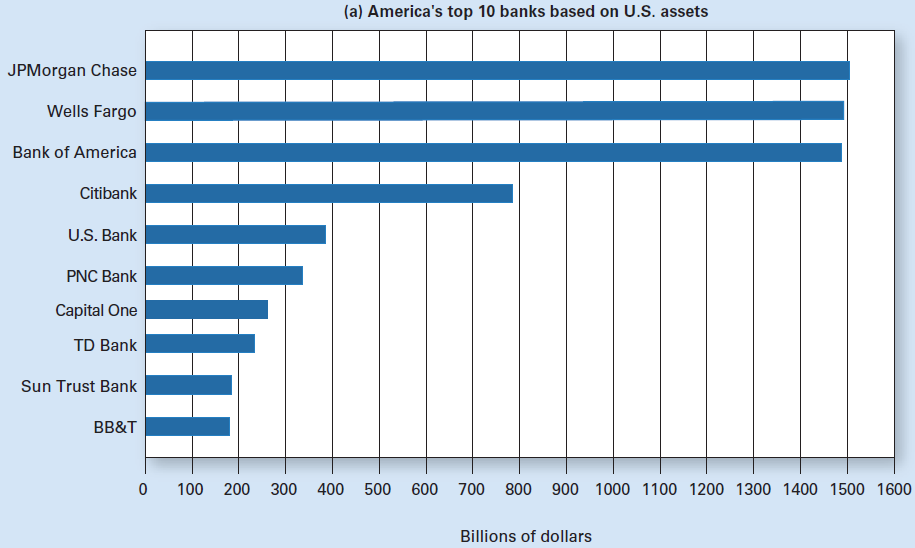 (a) America's top 10 banks based on U.S. assets
JPMorgan Chase
Wells Fargo
Bank of America
Citibank
U.S. Bank
PNC Bank
Capital One
TD Bank
Sun Trust Bank
BB&T
0 100 200 300 400 500 600 700 800 900 1000 1100 1200 1300 1400 1500 1600
Billions of dollars